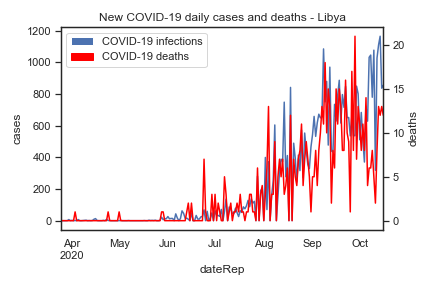 New COVID-19 daily cases and deaths - Libya
COVID-19 infections
COVID-19 deaths
1200
1000
800
600
400
200
0
cases
20
15
10
5
0
deaths
Apr
2020
May
Jun
Jul
Aug
Sep
Oct
dateRep